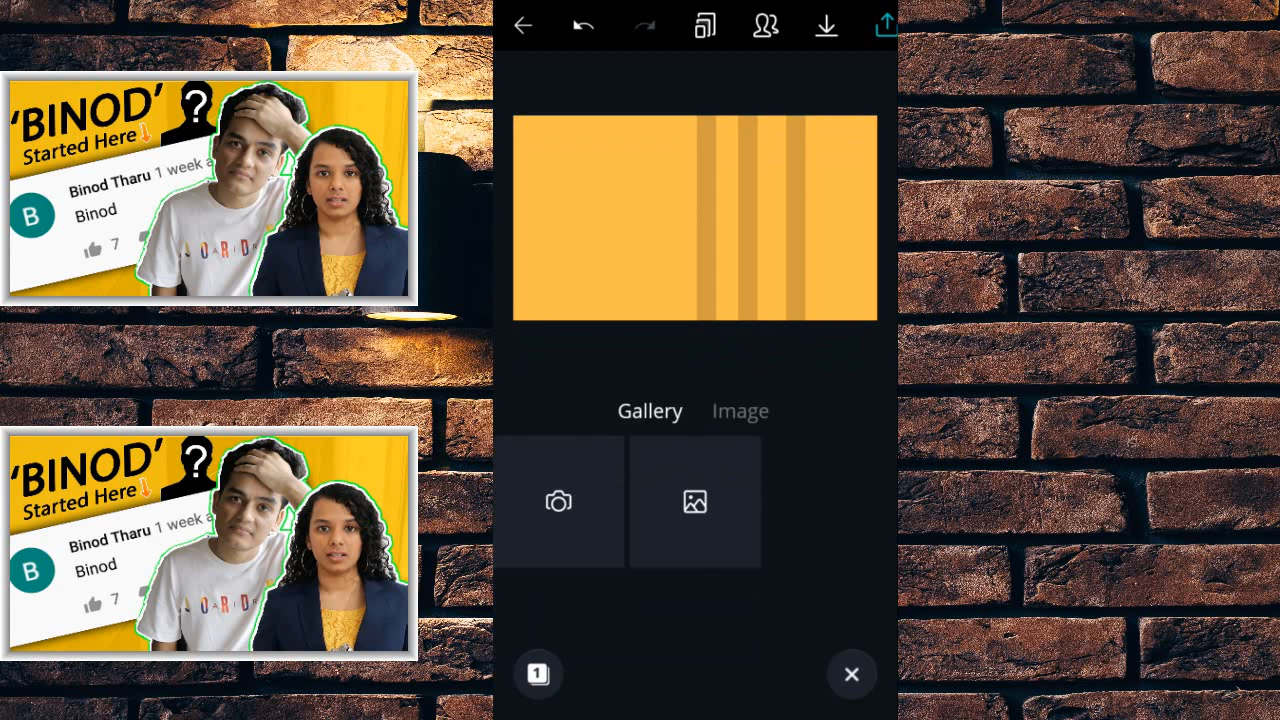 'BINOD'
?
Started Here
Binod Tharu 1 week a
B
Binod
7
'BINOD'
?
Started Here
Binod Tharu 1 week a
B
Binod
7
Gallery Image
1